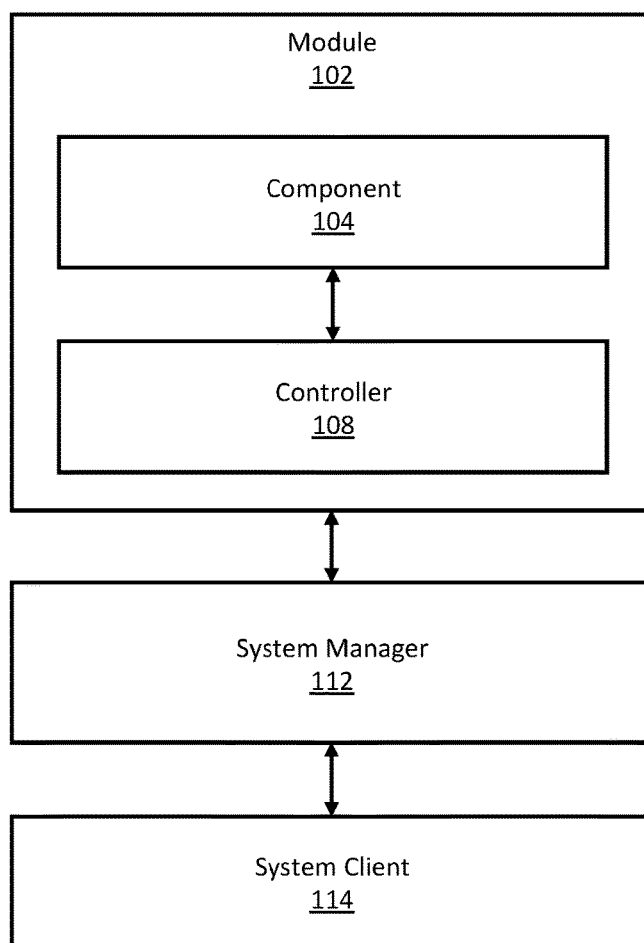 Module
102
Component
104
Controller
108
System Manager
112
System Client
114